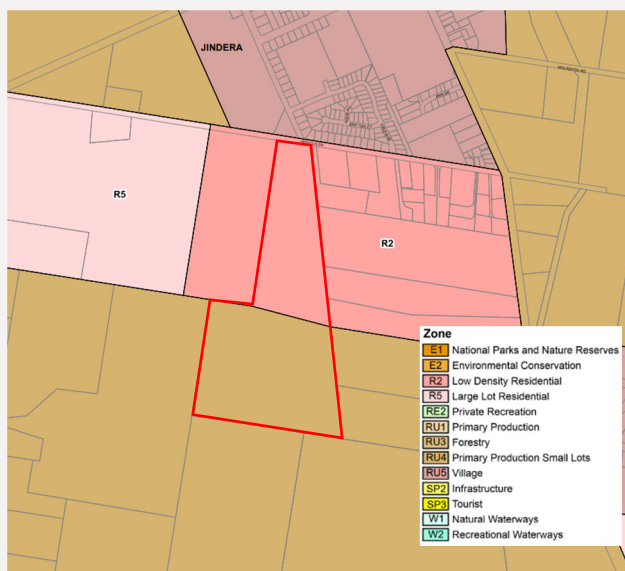 JINDERA
R5
R2
Zone
E1 National Parks and Nature Reserves
E2 Environmental Conservation
R2 Low Density Residential
R5 Large Lot Residential
RE2 Private Recreation
RU1 Primary Production
RU3 Forestry
RU4 Primary Production Small Lots
RU5 Village
SP2 Infrastructure
SP3 Tourist
W1 Natural Waterways
W2 Recreational Waterways